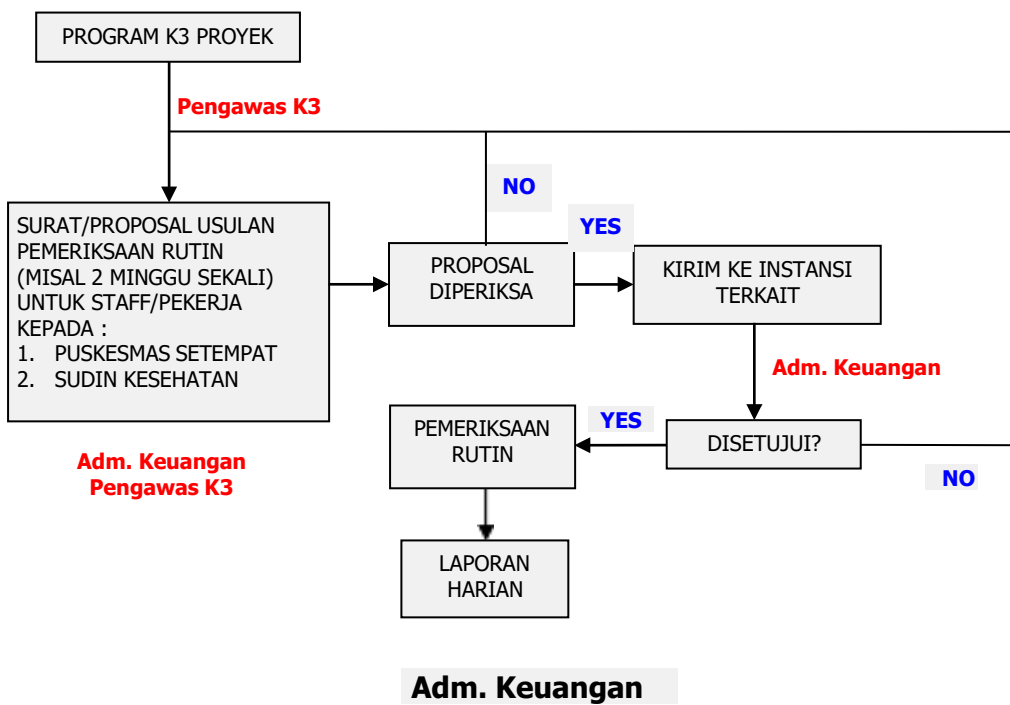 PROGRAM K3 PROYEK
Pengawas K3
NO
YES
SURAT/PROPOSAL USULAN
PEMERIKSAAN RUTIN
(MISAL 2 MINGGU SEKALI)
UNTUK STAFF/PEKERJA
KEPADA :
1. PUSKESMAS SETEMPAT
2. SUDIN KESEHATAN
PROPOSAL
DIPERIKSA
KIRIM KE INSTANSI
TERKAIT
Adm. Keuangan
Adm. Keuangan
Pengawas K3
PEMERIKSAAN
RUTIN
YES
DISETUJUI?
NO
LAPORAN
HARIAN
Adm. Keuangan